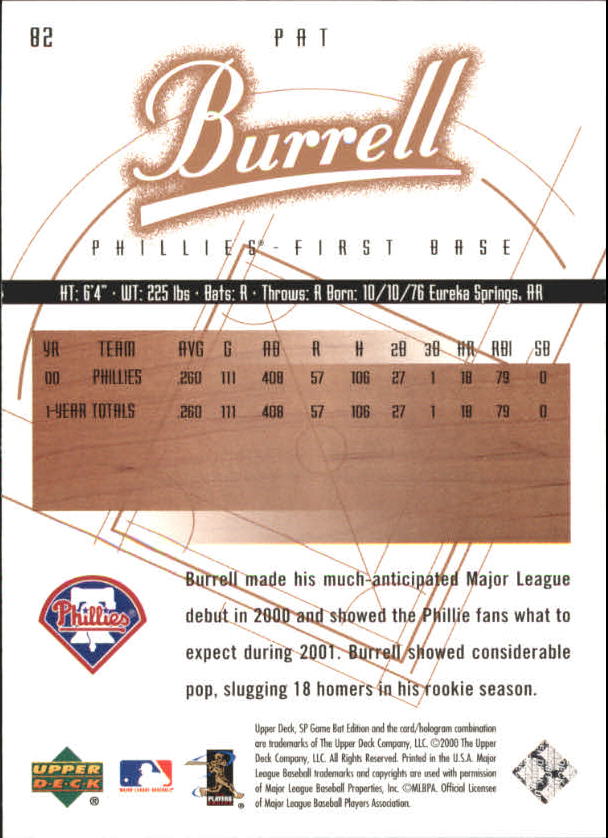 82
PAT
Burrell
PHILLIES® - FIRST BASE
HT: 6'4" · WT: 225 lbs · Bats: R · Throws: R Born: 10/10/76 Eureka Springs, AR
YR TEAM AVG G AB R H 2B 3B HR RBI SB
00 PHILLIES .260 111 408 57 106 27 1 18 79 0
1-YEAR TOTALS .260 111 408 57 106 27 1 18 79 0
Burrell made his much-anticipated Major League
debut in 2000 and showed the Phillie fans what to
expect during 2001. Burrell showed considerable
pop, slugging 18 homers in his rookie season.
Phillies
Upper Deck, SP Game Bat Edition and the card/hologram combination
are trademarks of The Upper Deck Company, LLC. ©2000 The Upper
Deck Company, LLC. All Rights Reserved. Printed in the U.S.A. Major
League Baseball trademarks and copyrights are used with permission
of Major League Baseball Properties, Inc. ©MLBPA. Official Licensee
of Major League Baseball Players Association.
UPPER
D·E·C·K
®
MAJOR LEAGUE BASEBALL
PLAYERS
®